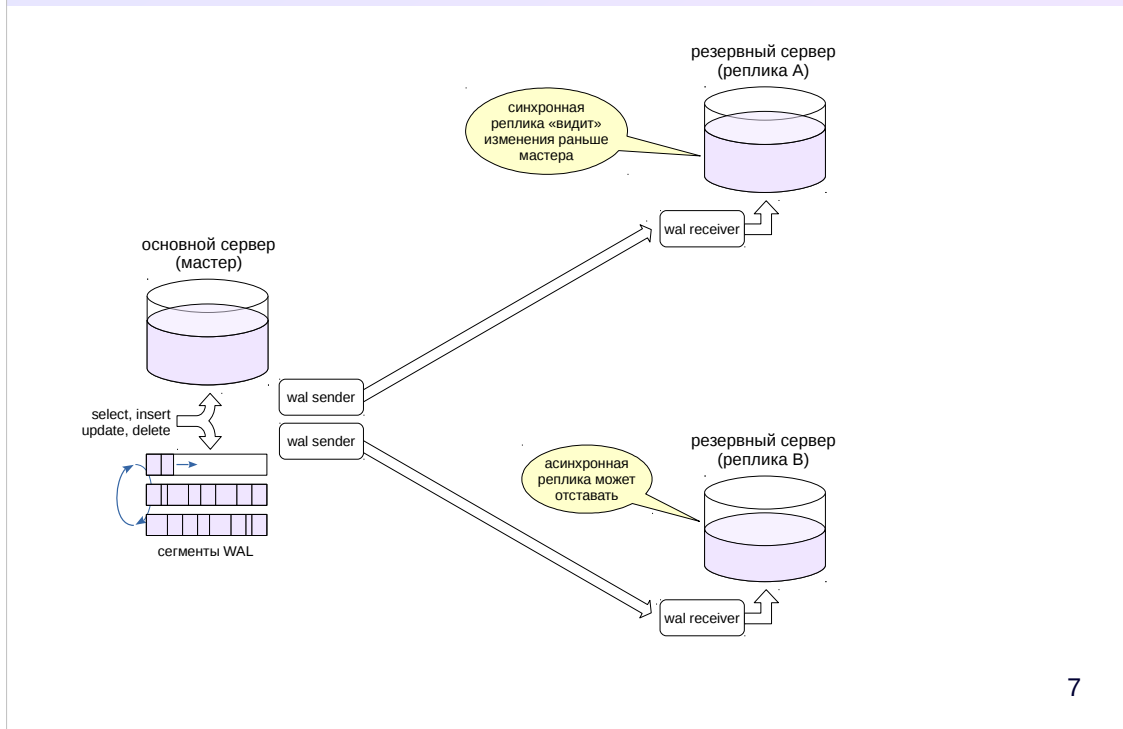 резервный сервер
(реплика A)
синхронная
реплика «видит»
изменения раньше
мастера
wal receiver
основной сервер
(мастер)
wal sender
select, insert
update, delete
wal sender
сегменты WAL
резервный сервер
(реплика B)
асинхронная
реплика может
отставать
wal receiver
7